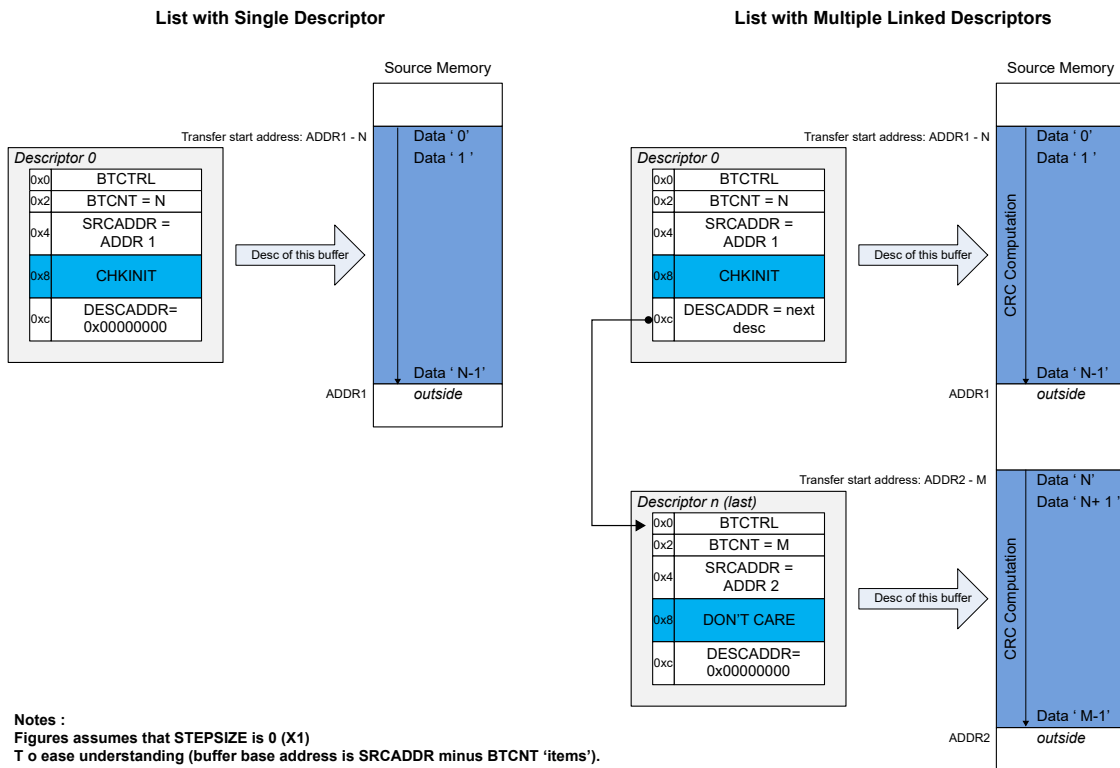 List with Single Descriptor
Source Memory
Transfer start address: ADDR1 - N
Data ‘ 0’
Data ‘ 1 ’
Descriptor 0
0x0 BTCTRL
0x2 BTCNT = N
0x4 SRCADDR =
ADDR 1
0x8 CHKINIT
0xc DESCADDR=
0x00000000
Desc of this buffer
Data ‘ N-1’
ADDR1
outside
List with Multiple Linked Descriptors
Source Memory
Transfer start address: ADDR1 - N
Data ‘ 0’
Data ‘ 1 ’
Descriptor 0
0x0 BTCTRL
0x2 BTCNT = N
0x4 SRCADDR =
ADDR 1
0x8 CHKINIT
0xc DESCADDR = next
desc
Desc of this buffer
CRC Computation
Data ‘ N-1’
ADDR1
outside
Transfer start address: ADDR2 - M
Data ‘ N’
Data ‘ N+ 1 ’
Descriptor n (last)
0x0 BTCTRL
0x2 BTCNT = M
0x4 SRCADDR =
ADDR 2
0x8 DON’T CARE
0xc DESCADDR=
0x00000000
Desc of this buffer
CRC Computation
Data ‘ M-1’
ADDR2
outside
Notes :
Figures assumes that STEPSIZE is 0 (X1)
T o ease understanding (buffer base address is SRCADDR minus BTCNT ‘items’).